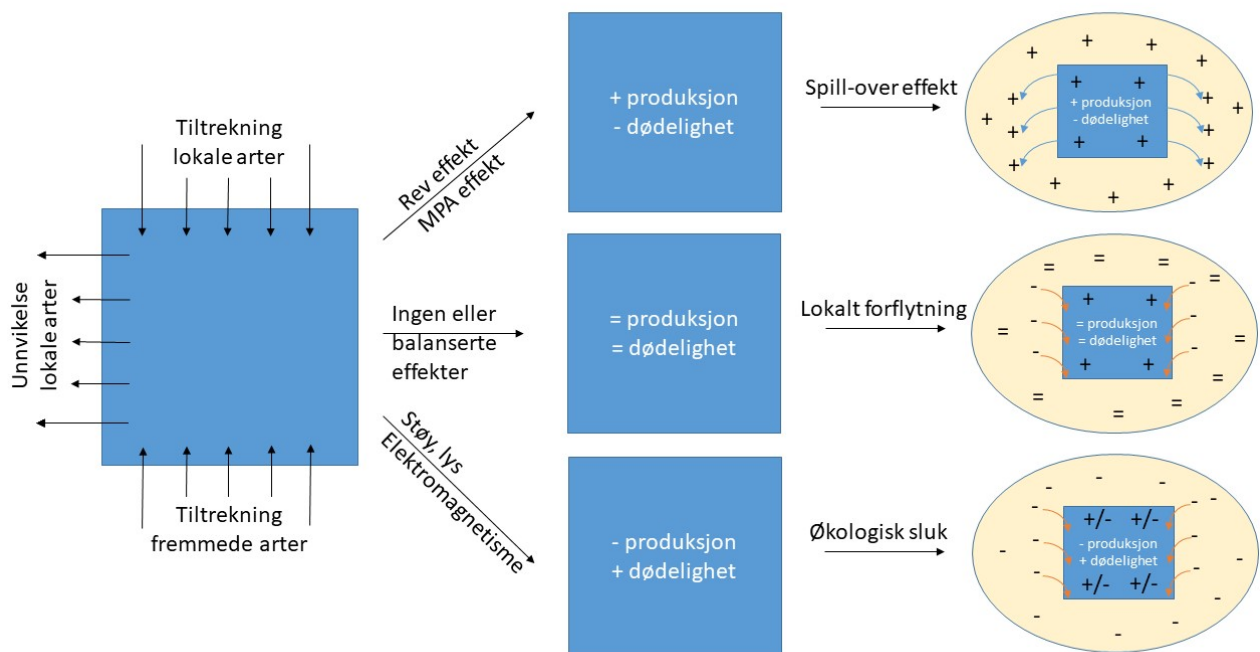 Tiltrekning
lokale arter
Unnvikelse
lokale arter
Tiltrekning
fremmede arter
Rev effekt
MPA effekt
Ingen eller
balanserte
effekter
Støy, lys
Elektromagnetisme
+ produksjon
- dødelighet
= produksjon
= dødelighet
- produksjon
+ dødelighet
Spill-over effekt
Lokalt forflytning
Økologisk sluk
+ + + + + + + + + + + + + + +
+ +
+ produksjon
- dødelighet
+ +
= = = = = = = = = =
- - - - - -
+ +
= produksjon
= dødelighet
+ +
- - - - - - - - - - - - - - - -
+/- +/-
- produksjon
+ dødelighet
+/- +/-